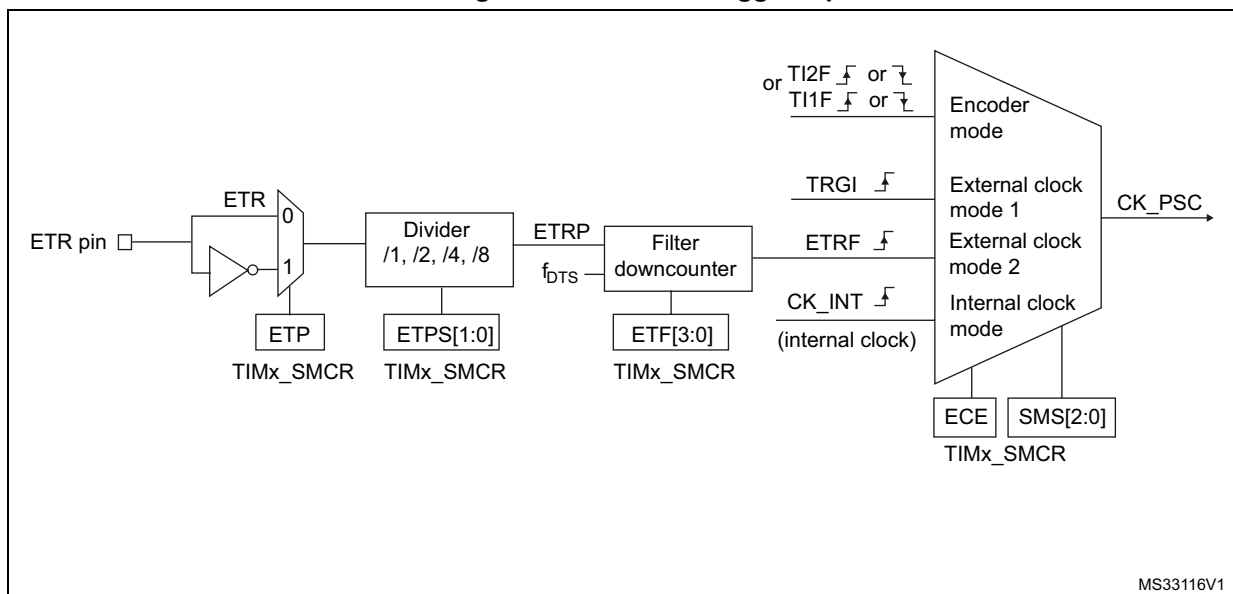 or TI2F or
TI1F or
Encoder
mode
TRGI
External clock
mode 1
CK_PSC
ETR
0
ETR pin
1
Divider
/1, /2, /4, /8
ETRP
fDTS
Filter
downcounter
ETRF
External clock
mode 2
CK_INT
(internal clock)
Internal clock
mode
ETP
TIMx_SMCR
ETPS[1:0]
TIMx_SMCR
ETF[3:0]
TIMx_SMCR
ECE
SMS[2:0]
TIMx_SMCR
MS33116V1